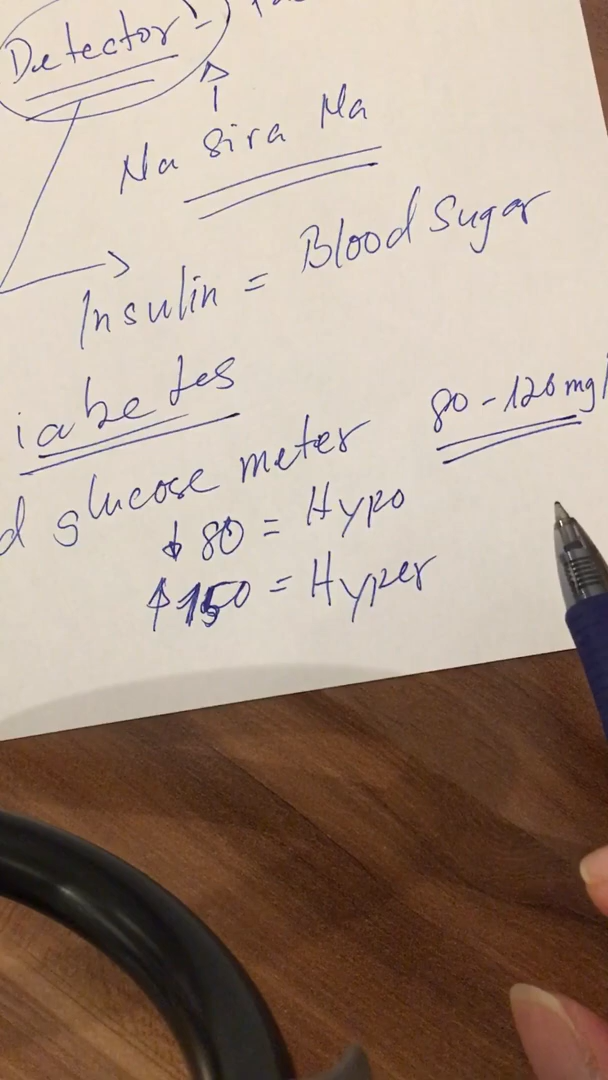 Detector :-
Na Sira Na
Insulin = Blood Sugar
iabetes
80 - 120 mg/
d glucose meter
↓ 80 = Hypo
↑ 150 = Hyper